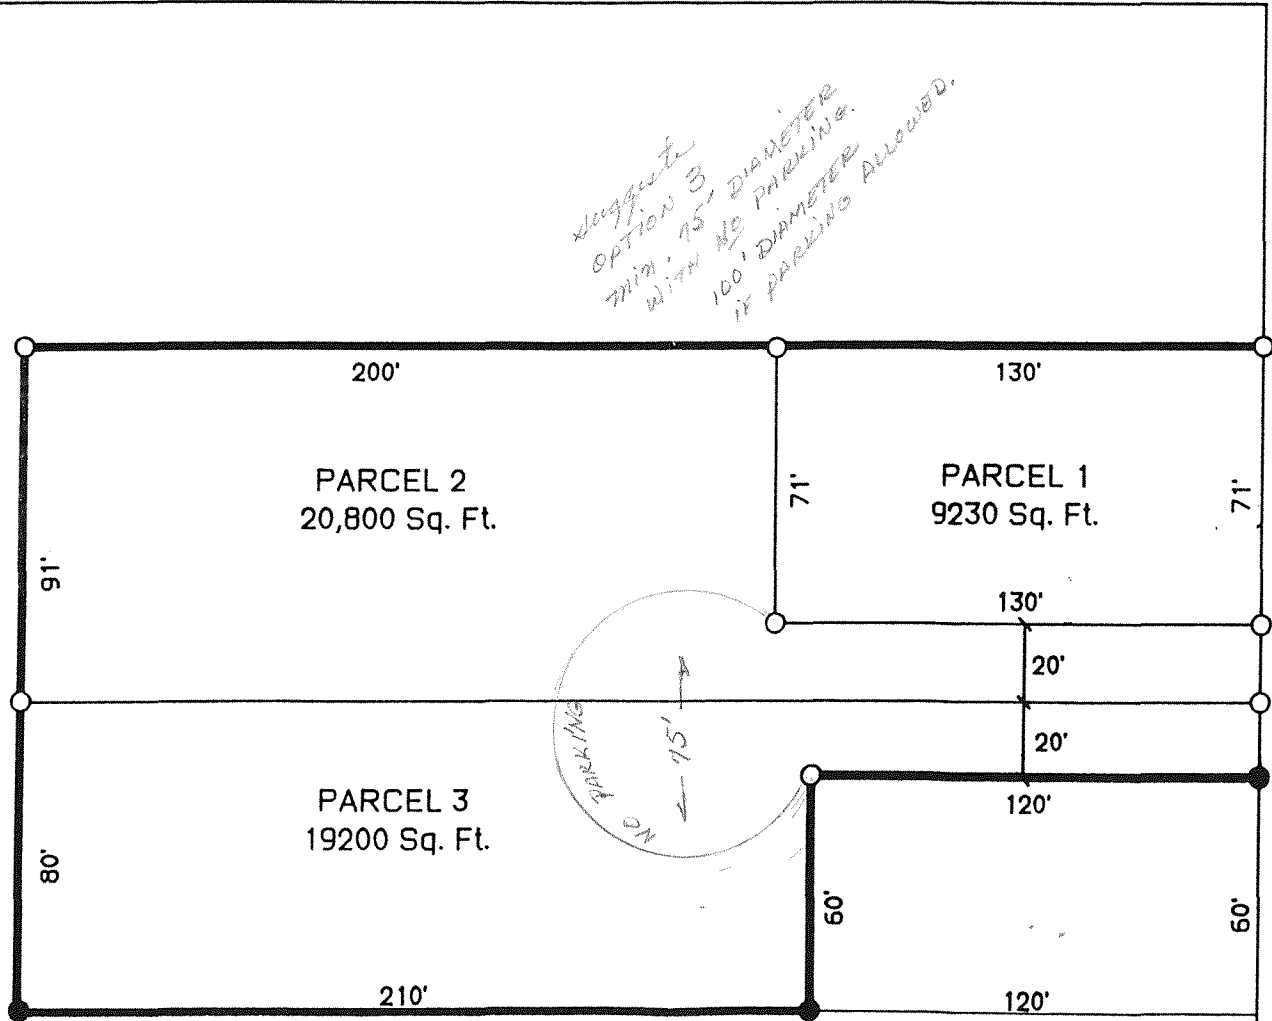 suggest
OPTION 3
min. 75' DIAMETER
WITH NO PARKING.
100' DIAMETER
IF PARKING ALLOWED.
200'
130'
PARCEL 2
20,800 Sq. Ft.
PARCEL 1
9230 Sq. Ft.
71'
71'
91'
130'
20'
20'
NO PARKING
75'
PARCEL 3
19200 Sq. Ft.
80'
120'
60'
60'
210'
120'